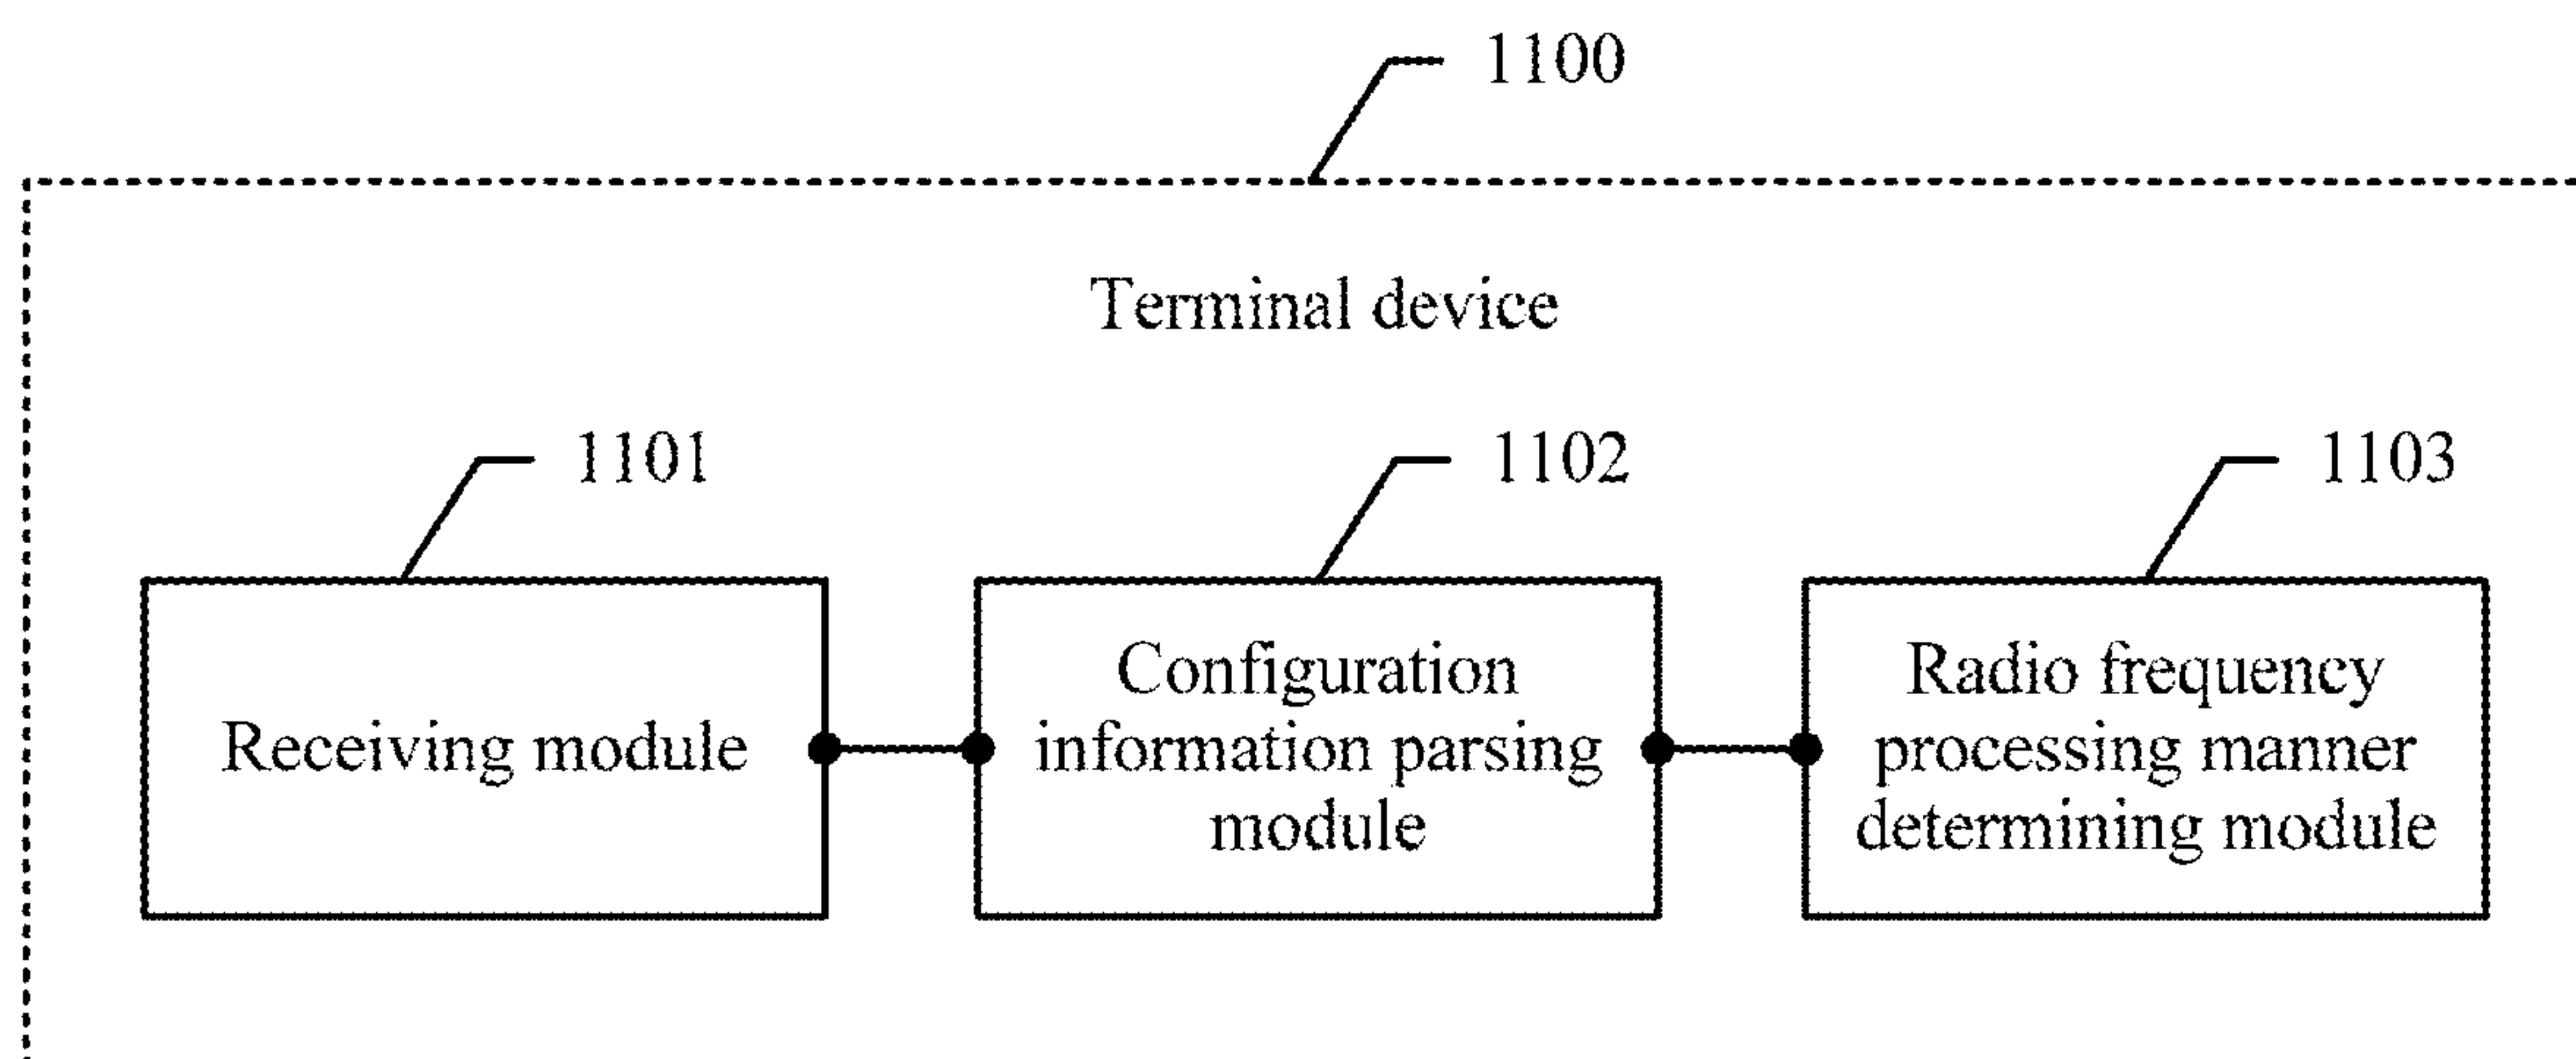 1100
Terminal device
1101
1102
1103
Receiving module
Configuration
information parsing
module
Radio frequency
processing manner
determining module